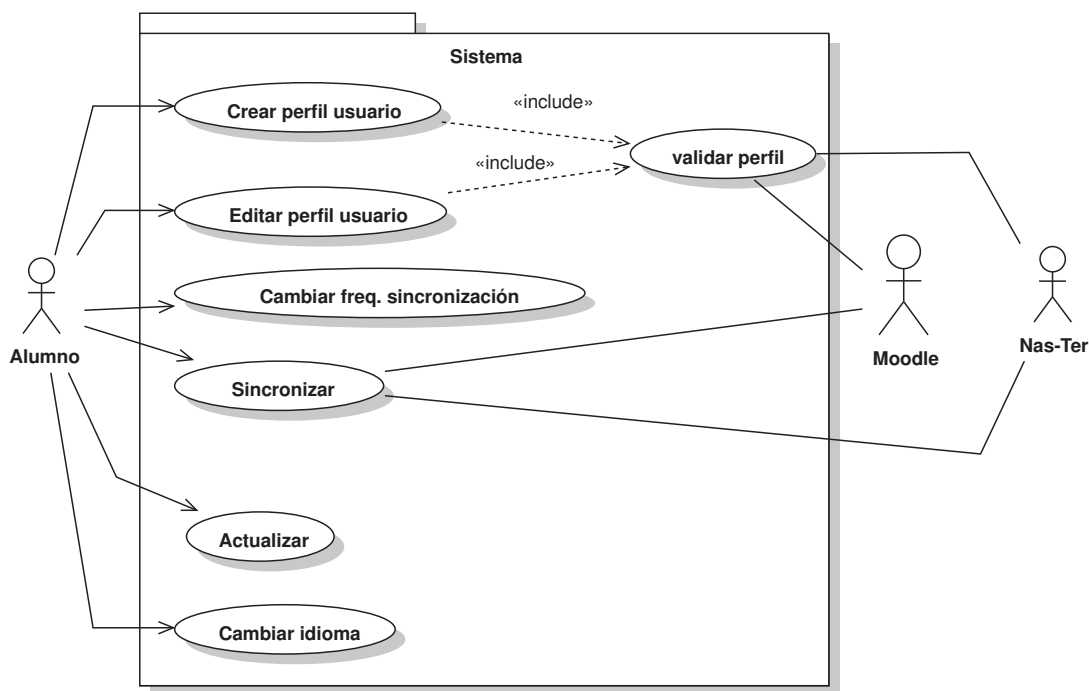 Sistema
Crear perfil usuario
«include»
validar perfil
«include»
Editar perfil usuario
Cambiar freq. sincronización
Alumno
Moodle
Nas-Ter
Sincronizar
Actualizar
Cambiar idioma